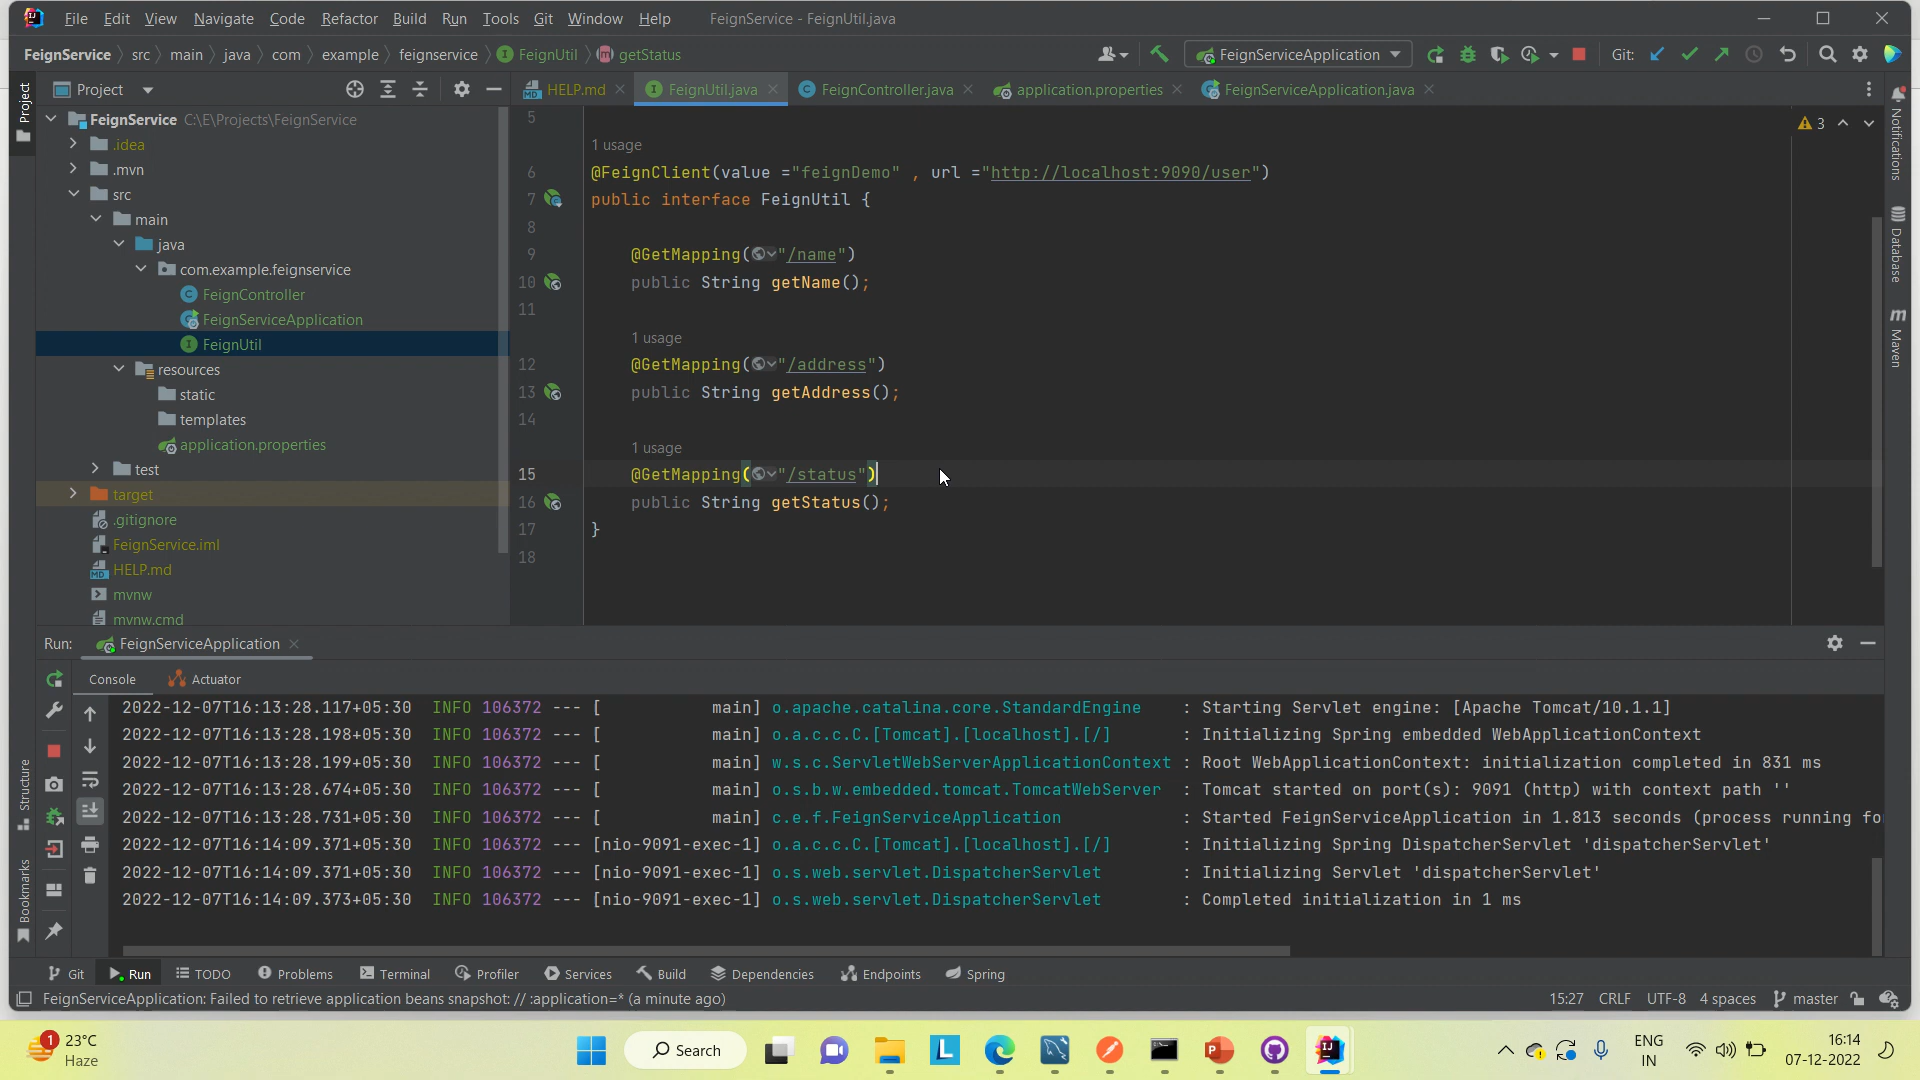 File Edit View Navigate Code Refactor Build Run Tools Git Window Help FeignService - FeignUtil.java
FeignService src main java com example feignservice FeignUtil getStatus FeignServiceApplication Git:
Project HELP.md FeignUtil.java FeignController.java application.properties FeignServiceApplication.java
Project
Notifications
Database
Maven
FeignService C:\E\Projects\FeignService
.idea
.mvn
src
main
java
com.example.feignservice
FeignController
FeignServiceApplication
FeignUtil
resources
static
templates
application.properties
test
target
.gitignore
FeignService.iml
HELP.md
mvnw
mvnw.cmd
3
5
1 usage
6 @FeignClient(value ="feignDemo" , url ="http://localhost:9090/user")
7 public interface FeignUtil {
8
9 @GetMapping("/name")
10 public String getName();
11
1 usage
12 @GetMapping("/address")
13 public String getAddress();
14
1 usage
15 @GetMapping("/status")
16 public String getStatus();
17 }
18
Run: FeignServiceApplication
Console Actuator
Structure
Bookmarks
2022-12-07T16:13:28.117+05:30 INFO 106372 --- [ main] o.apache.catalina.core.StandardEngine : Starting Servlet engine: [Apache Tomcat/10.1.1]
2022-12-07T16:13:28.198+05:30 INFO 106372 --- [ main] o.a.c.c.C.[Tomcat].[localhost].[/] : Initializing Spring embedded WebApplicationContext
2022-12-07T16:13:28.199+05:30 INFO 106372 --- [ main] w.s.c.ServletWebServerApplicationContext : Root WebApplicationContext: initialization completed in 831 ms
2022-12-07T16:13:28.674+05:30 INFO 106372 --- [ main] o.s.b.w.embedded.tomcat.TomcatWebServer : Tomcat started on port(s): 9091 (http) with context path ''
2022-12-07T16:13:28.731+05:30 INFO 106372 --- [ main] c.e.f.FeignServiceApplication : Started FeignServiceApplication in 1.813 seconds (process running fo
2022-12-07T16:14:09.371+05:30 INFO 106372 --- [nio-9091-exec-1] o.a.c.c.C.[Tomcat].[localhost].[/] : Initializing Spring DispatcherServlet 'dispatcherServlet'
2022-12-07T16:14:09.371+05:30 INFO 106372 --- [nio-9091-exec-1] o.s.web.servlet.DispatcherServlet : Initializing Servlet 'dispatcherServlet'
2022-12-07T16:14:09.373+05:30 INFO 106372 --- [nio-9091-exec-1] o.s.web.servlet.DispatcherServlet : Completed initialization in 1 ms
Git Run TODO Problems Terminal Profiler Services Build Dependencies Endpoints Spring
FeignServiceApplication: Failed to retrieve application beans snapshot: // :application=* (a minute ago) 15:27 CRLF UTF-8 4 spaces master
1 23°C
Haze
Search
ENG
IN
16:14
07-12-2022